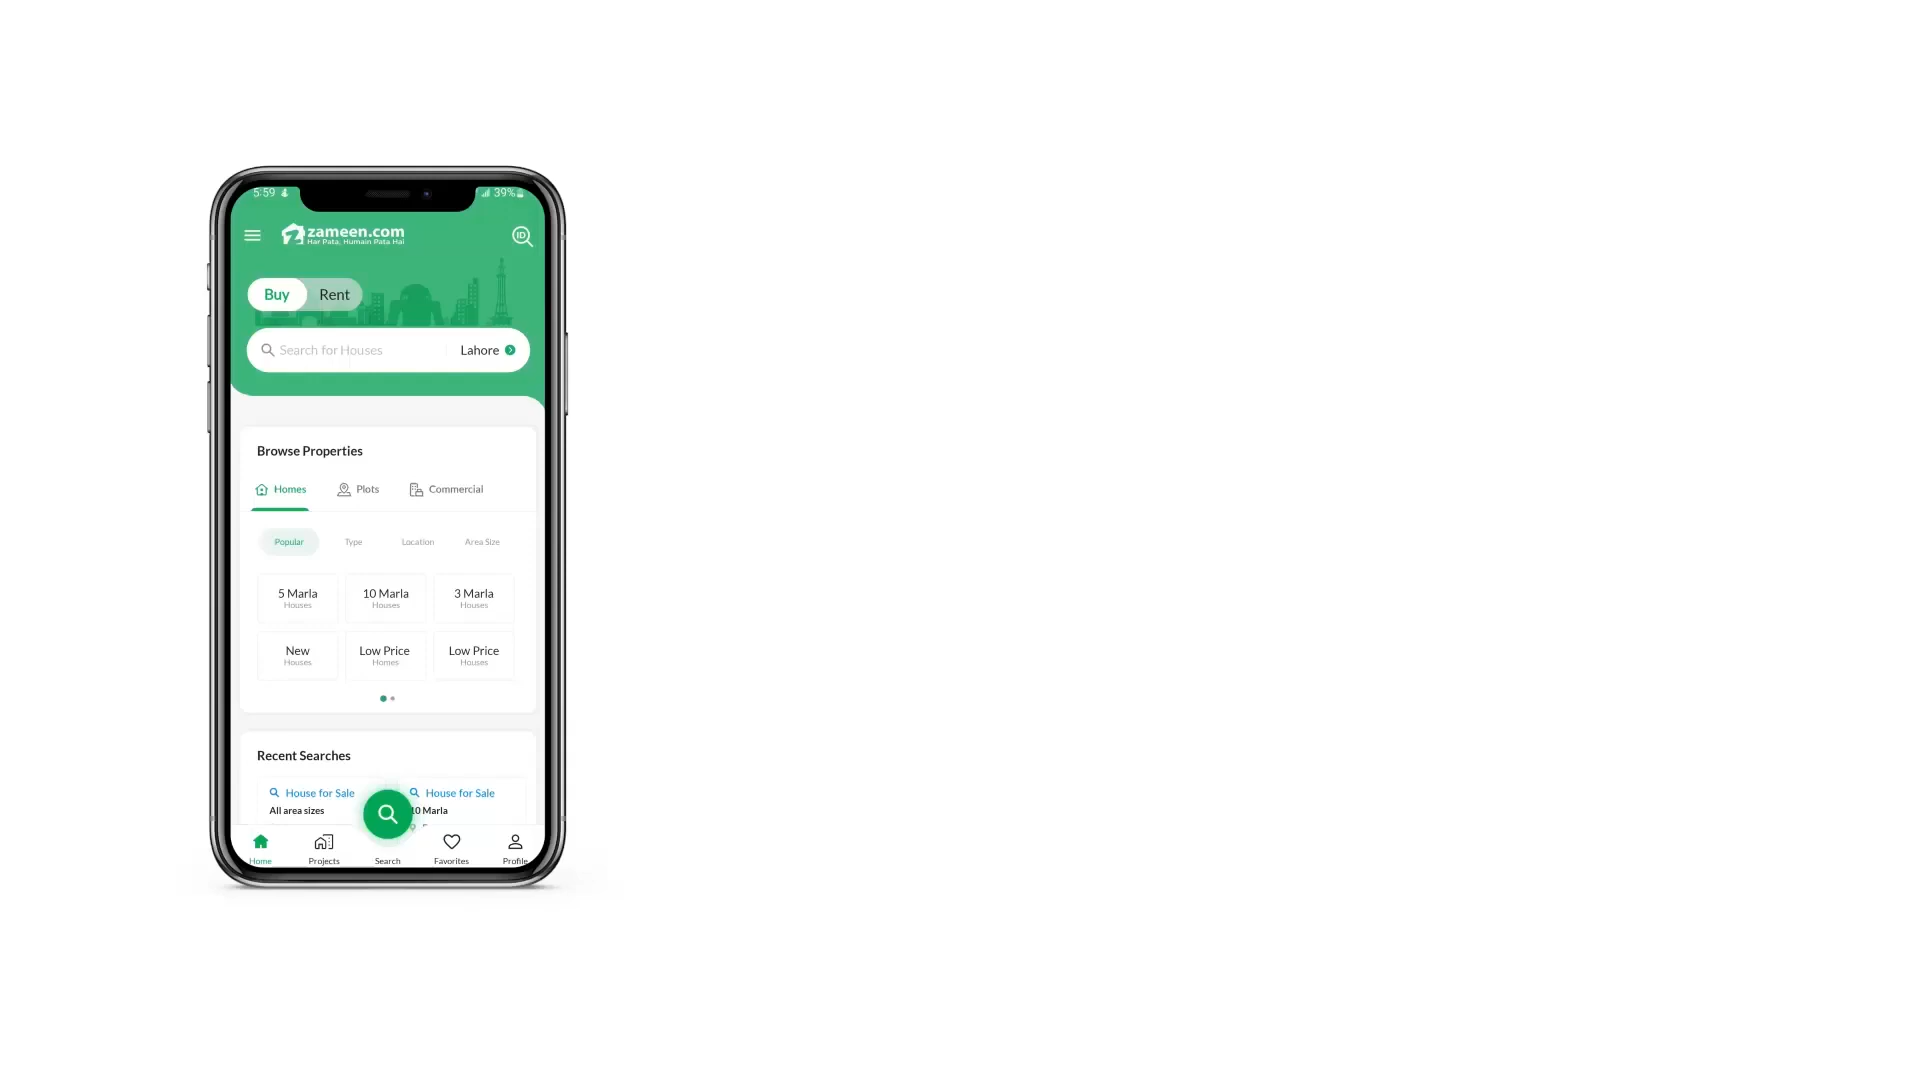 5:59
39%
zameen.com
Har Pata, Humain Pata Hai
ID
Buy Rent
Search for Houses Lahore
Browse Properties
Homes Plots Commercial
Popular Type Location Area Size
5 Marla 10 Marla 3 Marla
Houses Houses Houses
New Low Price Low Price
Houses Homes Houses
Recent Searches
House for Sale House for Sale
All area sizes 10 Marla
Home Projects Search Favorites Profile